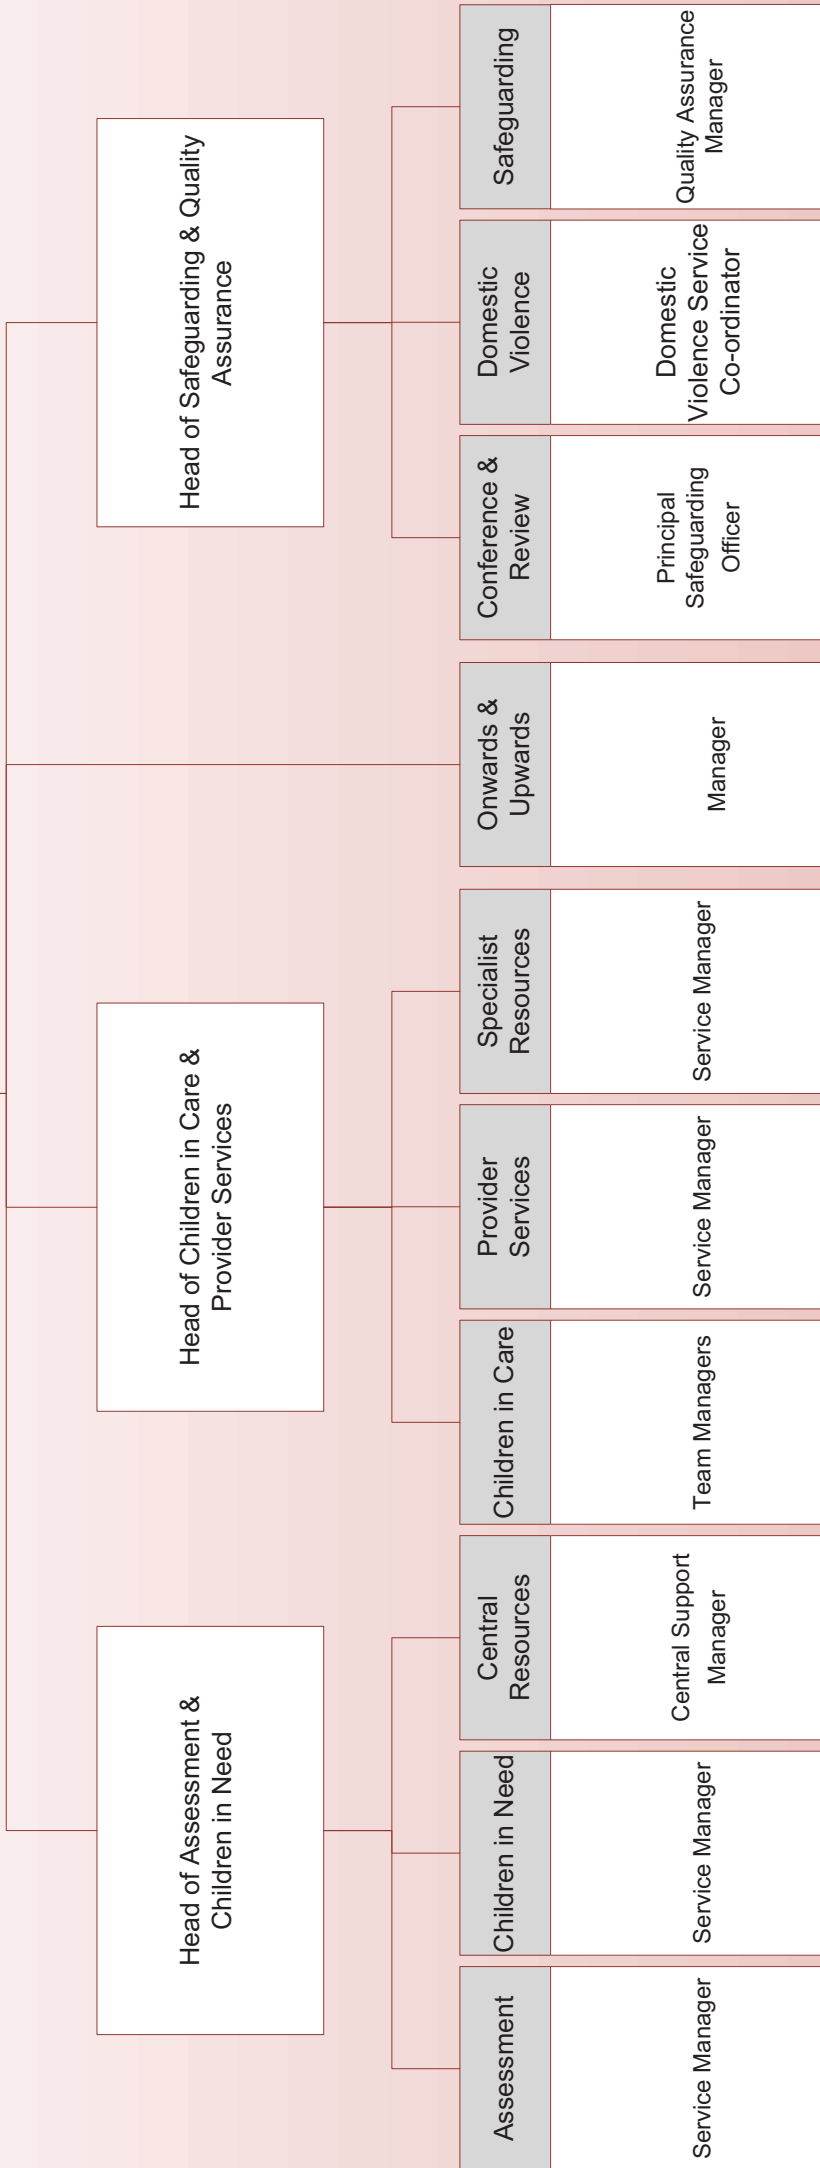 Head of Assessment &
Children in Need
Head of Children in Care &
Provider Services
Head of Safeguarding & Quality
Assurance
Assessment
Service Manager
Children in Need
Service Manager
Central
Resources
Central Support
Manager
Children in Care
Team Managers
Provider
Services
Service Manager
Specialist
Resources
Service Manager
Onwards &
Upwards
Manager
Conference &
Review
Principal
Safeguarding
Officer
Domestic
Violence
Domestic
Violence Service
Co-ordinator
Safeguarding
Quality Assurance
Manager